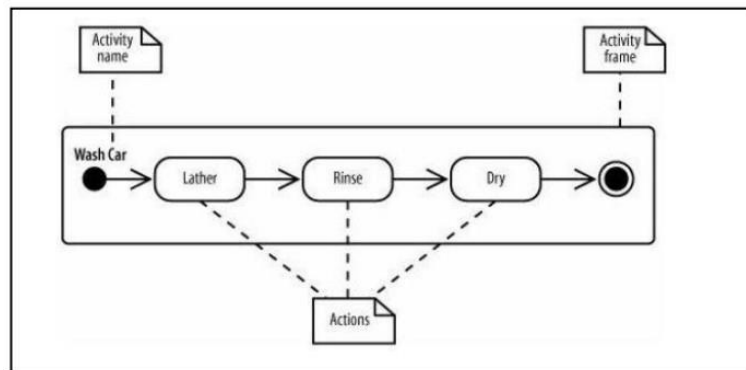 Activity
name
Activity
frame
Wash Car
Lather
Rinse
Dry
Actions